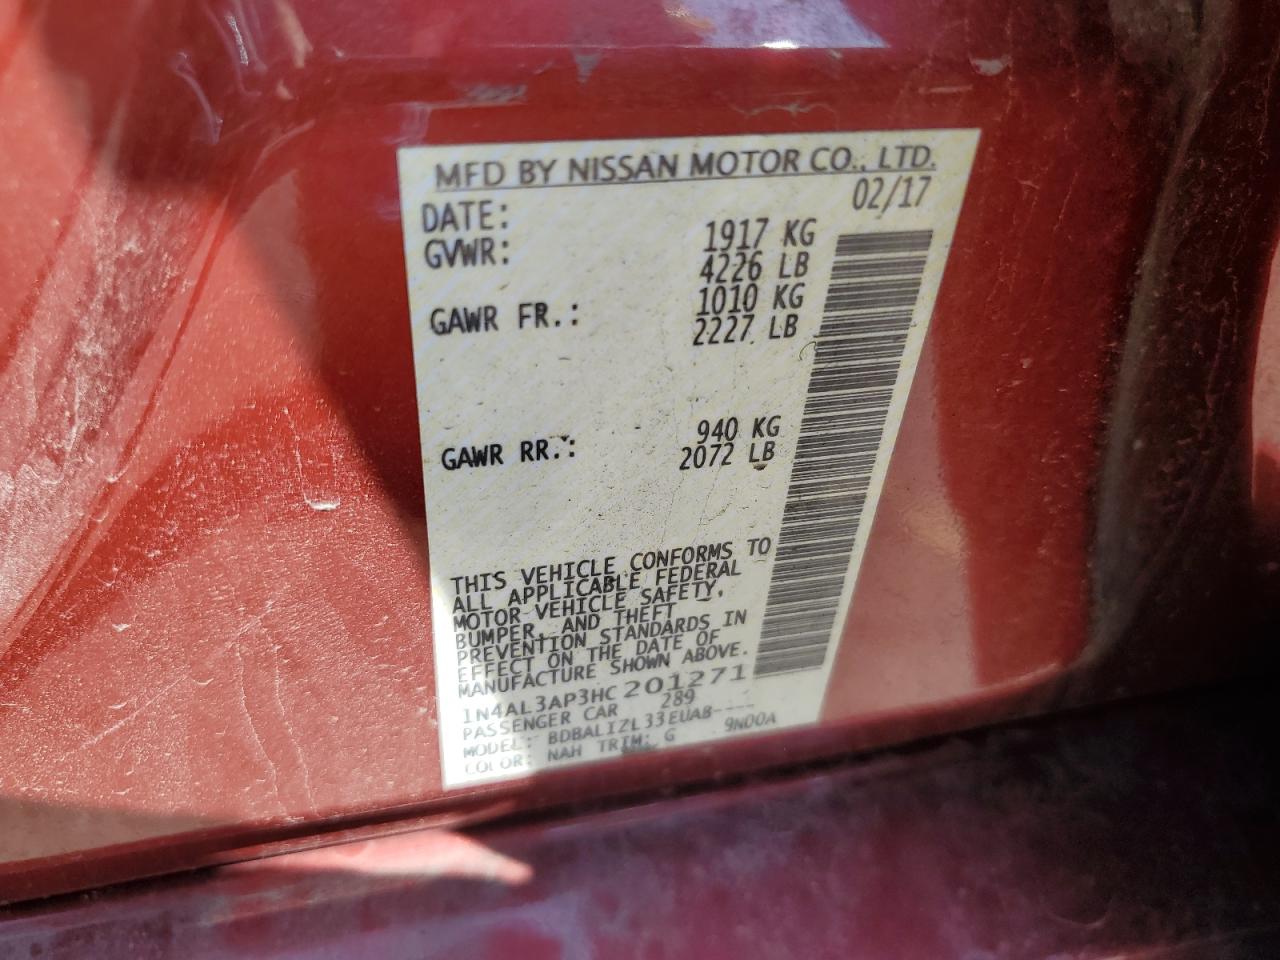 MFD BY NISSAN MOTOR CO., LTD.
DATE: 02/17
GVWR: 1917 KG
4226 LB
GAWR FR.: 1010 KG
2227 LB
GAWR RR.: 940 KG
2072 LB
THIS VEHICLE CONFORMS TO
ALL APPLICABLE FEDERAL
MOTOR VEHICLE SAFETY,
BUMPER, AND THEFT
PREVENTION STANDARDS IN
EFFECT ON THE DATE OF
MANUFACTURE SHOWN ABOVE.
1N4AL3AP3HC201271
PASSENGER CAR 289
MODEL: BDBALIZL33EUAB----
COLOR: NAH TRIM: G 9N00A